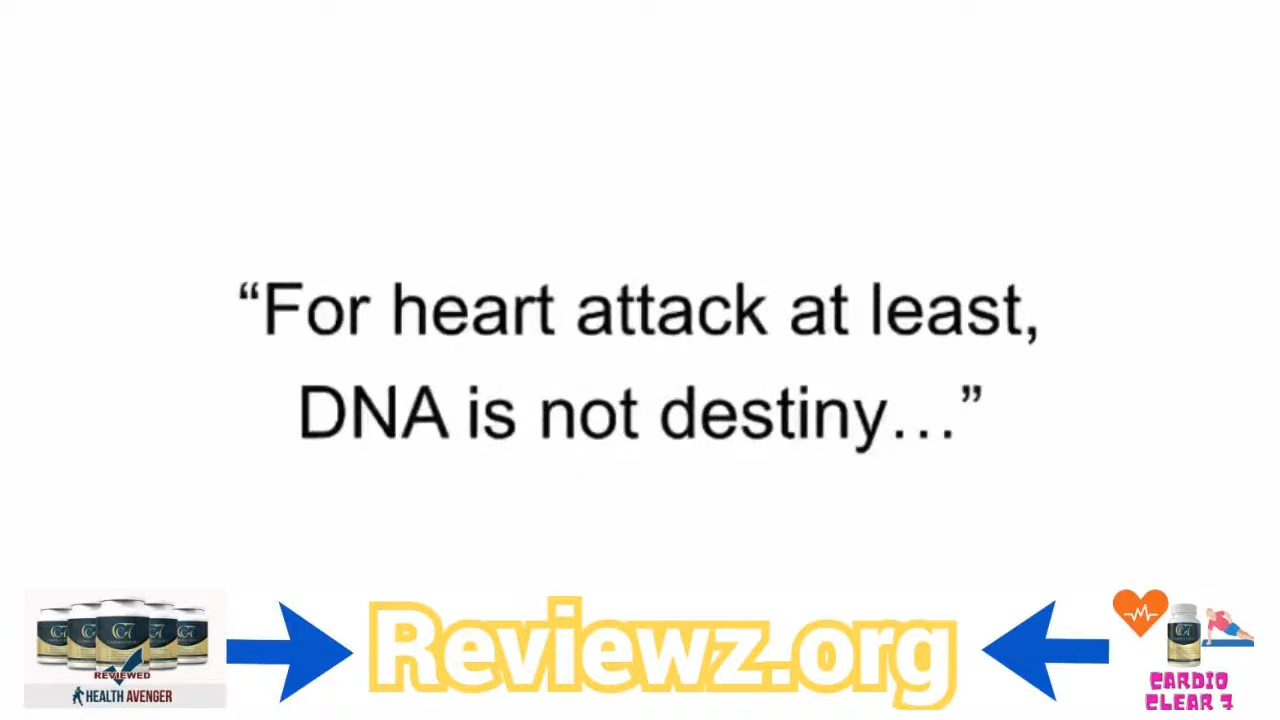 “For heart attack at least,
DNA is not destiny…”
REVIEWED
HEALTH AVENGER
Reviewz.org
CARDIO
CLEAR 7